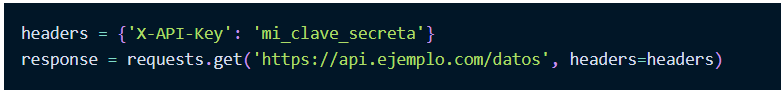 headers = {'X-API-Key': 'mi_clave_secreta'}
response = requests.get('https://api.ejemplo.com/datos', headers=headers)